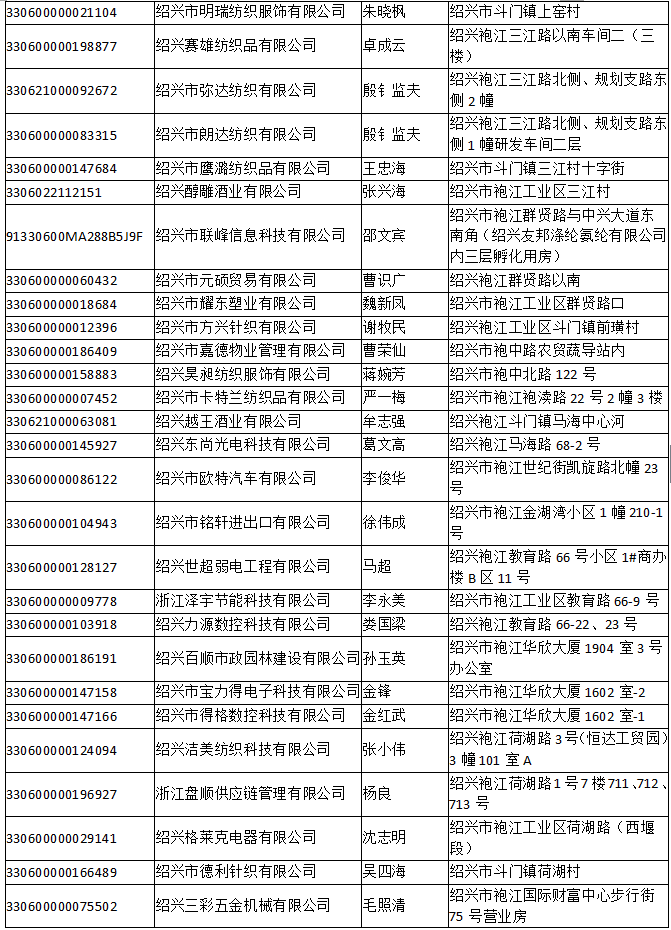 330600000021104 绍兴市明瑞纺织服饰有限公司 朱晓枫 绍兴市斗门镇上窑村
330600000198877 绍兴赛雄纺织品有限公司 卓成云 绍兴袍江三江路以南车间二（三
楼）
330621000092672 绍兴市弥达纺织有限公司 殷钅监夫 绍兴袍江三江路北侧、规划支路东
侧 2 幢
330600000083315 绍兴市朗达纺织有限公司 殷钅监夫 绍兴袍江三江路北侧、规划支路东
侧 1 幢研发车间二层
330600000147684 绍兴市鹰潞纺织品有限公司 王忠海 绍兴市斗门镇三江村十字街
3306022112151 绍兴醇雕酒业有限公司 张兴海 绍兴市袍江工业区三江村
91330600MA288B5J9F 绍兴市联峰信息科技有限公司 邵文宾 绍兴市袍江群贤路与中兴大道东
南角（绍兴友邦涤纶氨纶有限公司
内三层孵化用房）
330600000060432 绍兴市元硕贸易有限公司 曹识广 绍兴袍江群贤路以南
330600000018684 绍兴市耀东塑业有限公司 魏新凤 绍兴市袍江工业区群贤路口
330600000012396 绍兴市方兴针织有限公司 谢牧民 绍兴袍江工业区斗门镇前璜村
330600000186409 绍兴市嘉德物业管理有限公司 曹荣仙 绍兴市袍中路农贸蔬导站内
330600000158883 绍兴昊昶纺织服饰有限公司 蒋婉芳 绍兴市袍中北路 122 号
330600000007452 绍兴市卡特兰纺织品有限公司 严一梅 绍兴市袍江袍渎路 22 号 2 幢 3 楼
330621000063081 绍兴越王酒业有限公司 牟志强 绍兴袍江斗门镇马海中心河
330600000145927 绍兴东尚光电科技有限公司 葛文高 绍兴袍江马海路 68-2 号
330600000086122 绍兴市欧特汽车有限公司 李俊华 绍兴市袍江世纪街凯旋路北幢 23
号
330600000104943 绍兴市铭轩进出口有限公司 徐伟成 绍兴市袍江金湖湾小区 1 幢 210-1
号
330600000128127 绍兴世超弱电工程有限公司 马超 绍兴袍江教育路 66 号小区 1#商办
楼 B 区 11 号
330600000009778 浙江泽宇节能科技有限公司 李永美 绍兴市袍江工业区教育路 66-9 号
330600000103918 绍兴力源数控科技有限公司 娄国梁 绍兴袍江教育路 66-22、23 号
330600000186191 绍兴百顺市政园林建设有限公司 孙玉英 绍兴市袍江华欣大厦 1904 室 3 号
办公室
330600000147158 绍兴市宝力得电子科技有限公司 金锋 绍兴市袍江华欣大厦 1602 室-2
330600000147166 绍兴市得格数控科技有限公司 金红武 绍兴市袍江华欣大厦 1602 室-1
330600000124094 绍兴洁美纺织科技有限公司 张小伟 绍兴袍江荷湖路 3 号（恒达工贸园）
3 幢 101 室 A
330600000196927 浙江盘顺供应链管理有限公司 杨良 绍兴袍江荷湖路 1 号 7 楼 711、712、
713 号
330600000029141 绍兴格莱克电器有限公司 沈志明 绍兴市袍江工业区荷湖路（西堰
段）
330600000166489 绍兴市德利针织有限公司 吴四海 绍兴市斗门镇荷湖村
330600000075502 绍兴三彩五金机械有限公司 毛照清 绍兴市袍江国际财富中心步行街
75 号营业房